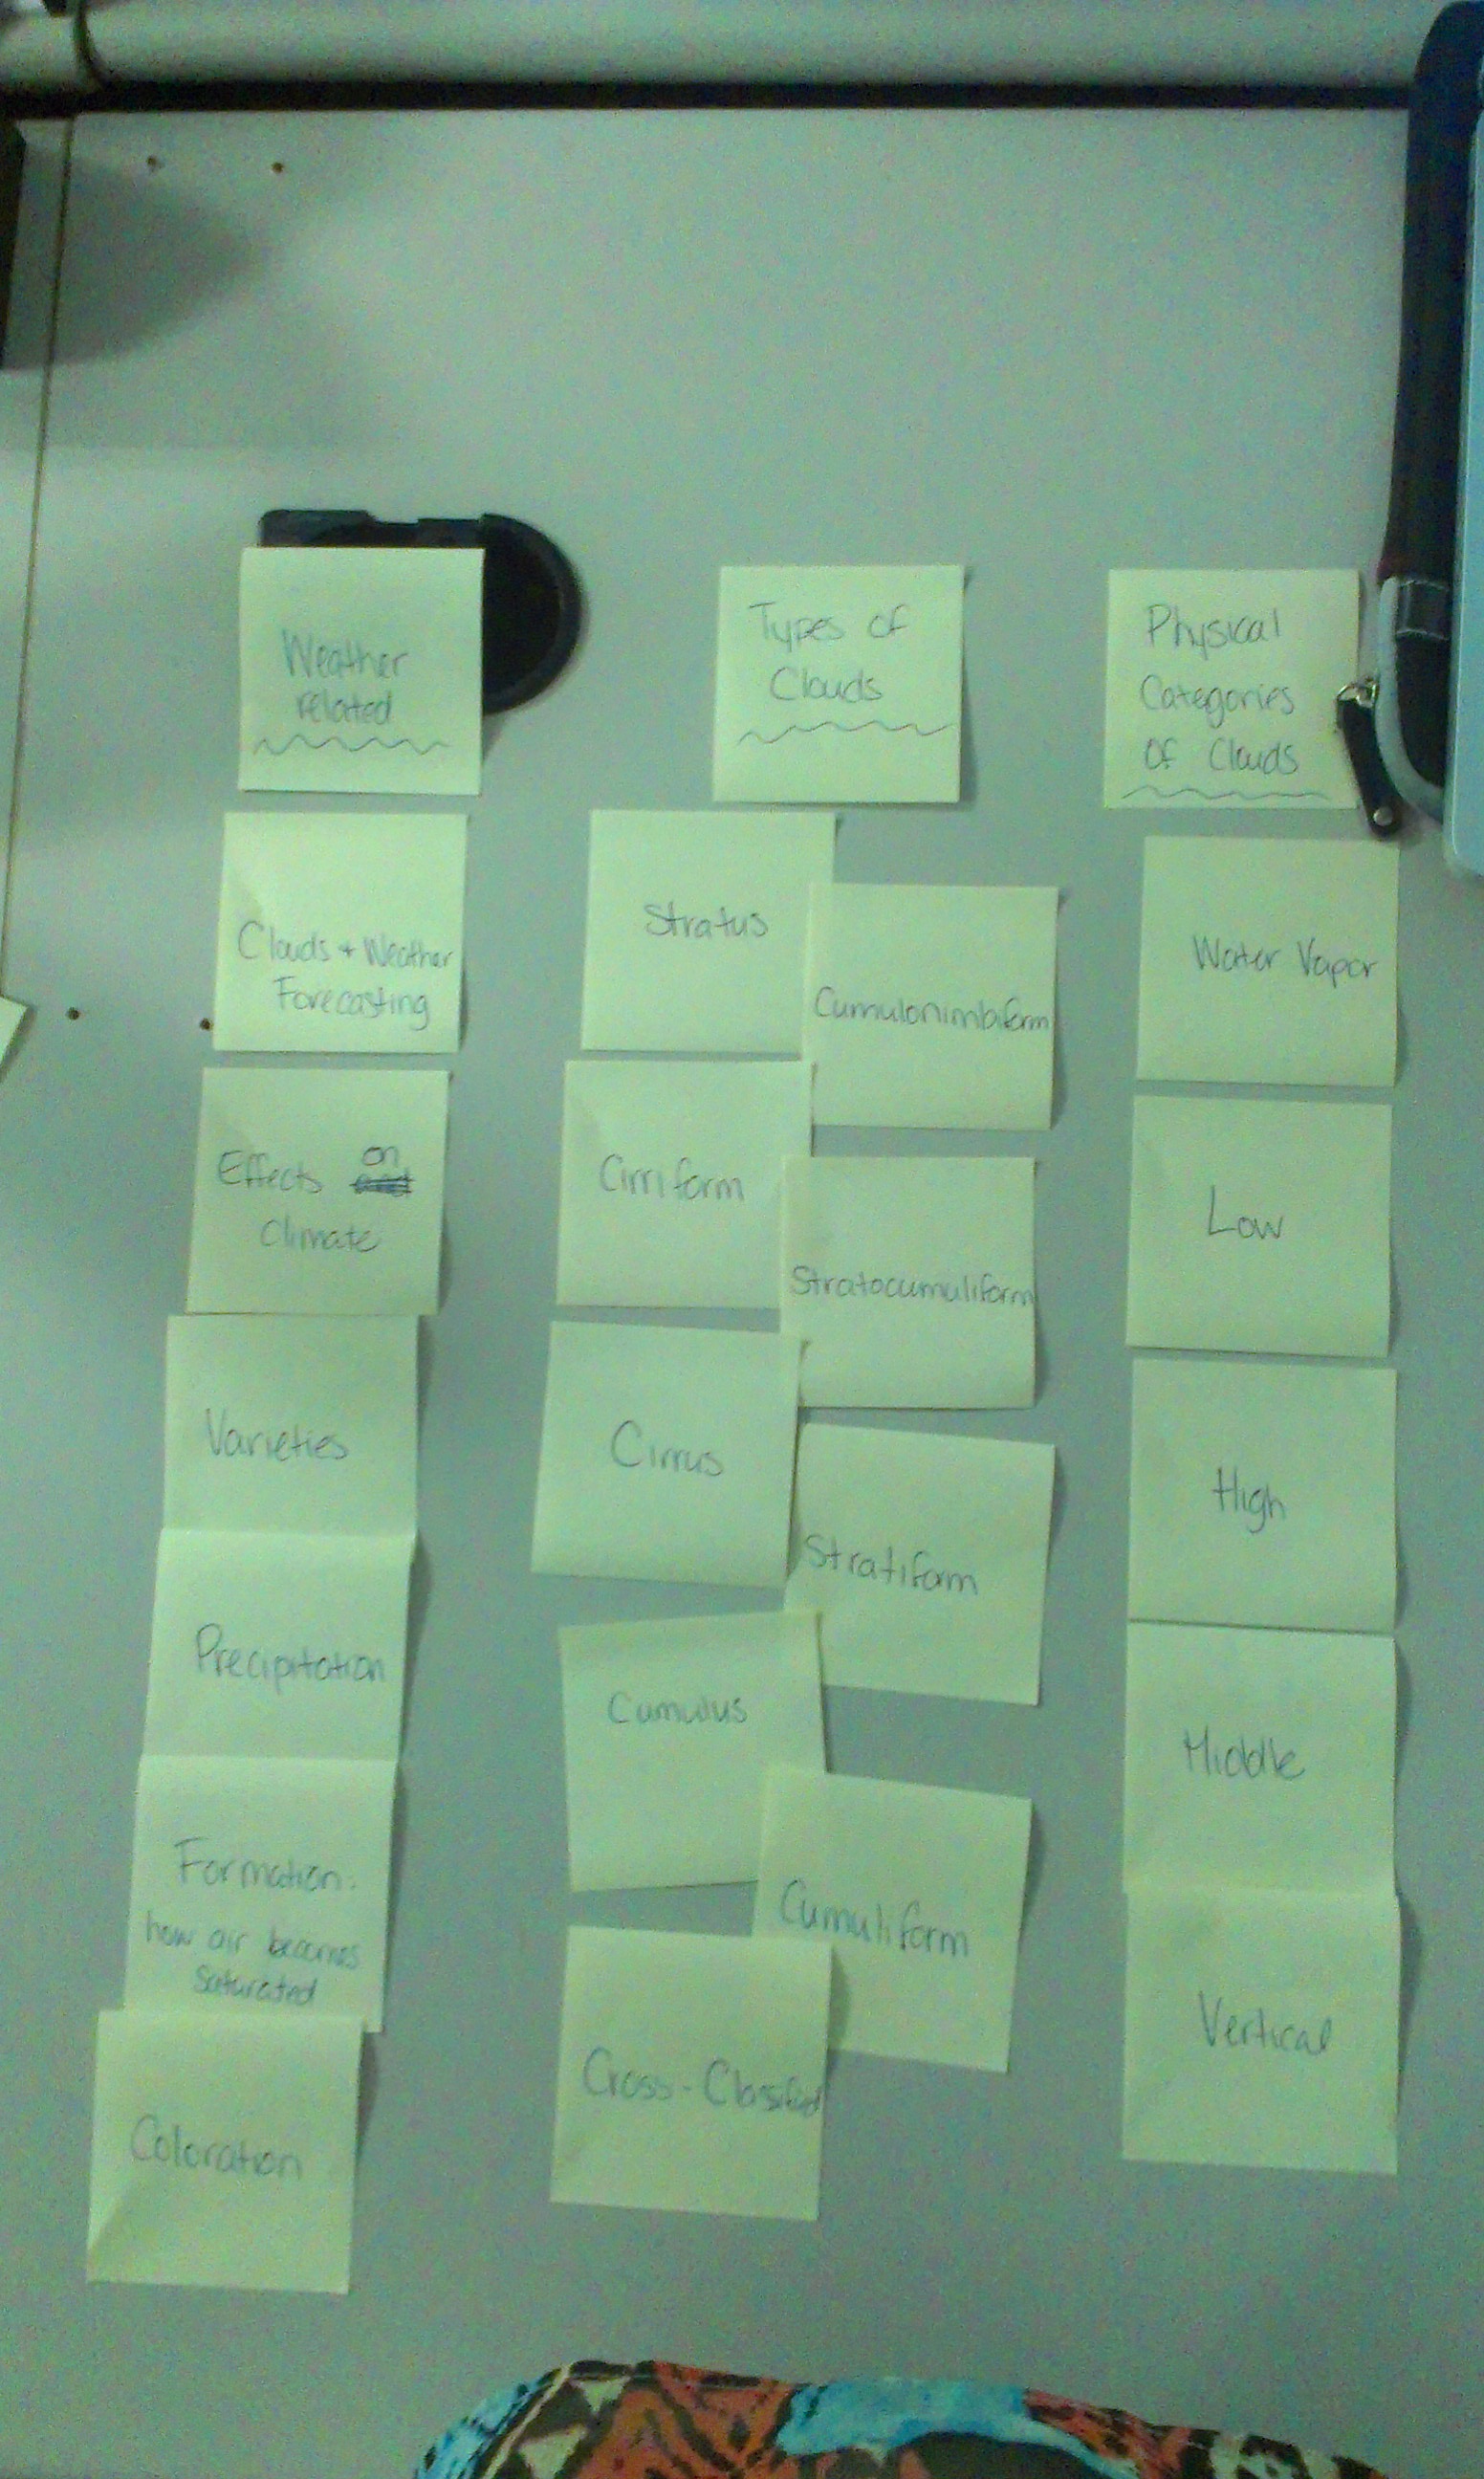 Weather
related
Clouds + Weather
Forecasting
Effects on
Climate
Varieties
Precipitation
Formation:
how air becomes
Saturated
Coloration
Types of
Clouds
Stratus
Cirriform
Cirrus
Cumulus
Cross-Classified
Cumulonimbiform
Stratocumuliform
Stratiform
Cumuliform
Physical
Categories
Of Clouds
Water Vapor
Low
High
Middle
Vertical